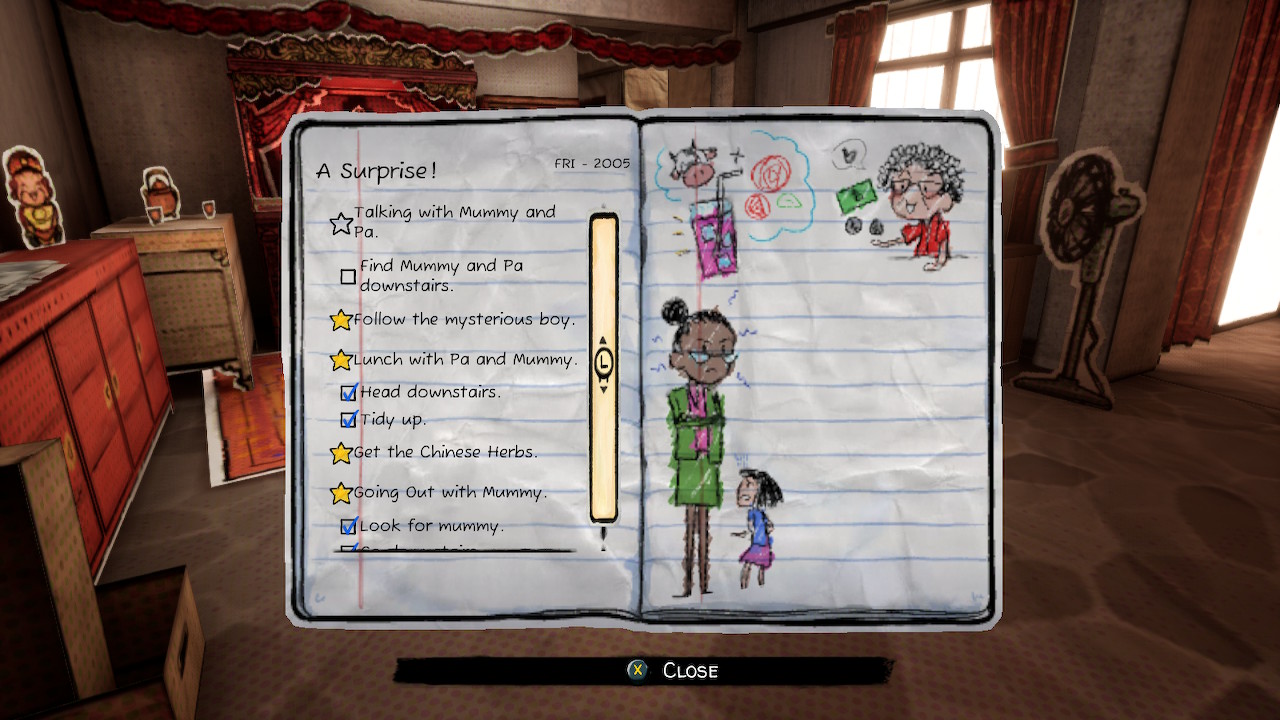 A Surprise!
FRI - 2005
Talking with Mummy and
Pa.
Find Mummy and Pa
downstairs.
Follow the mysterious boy.
Lunch with Pa and Mummy.
Head downstairs.
Tidy up.
Get the Chinese Herbs.
Going Out with Mummy.
Look for mummy.
L
X CLOSE